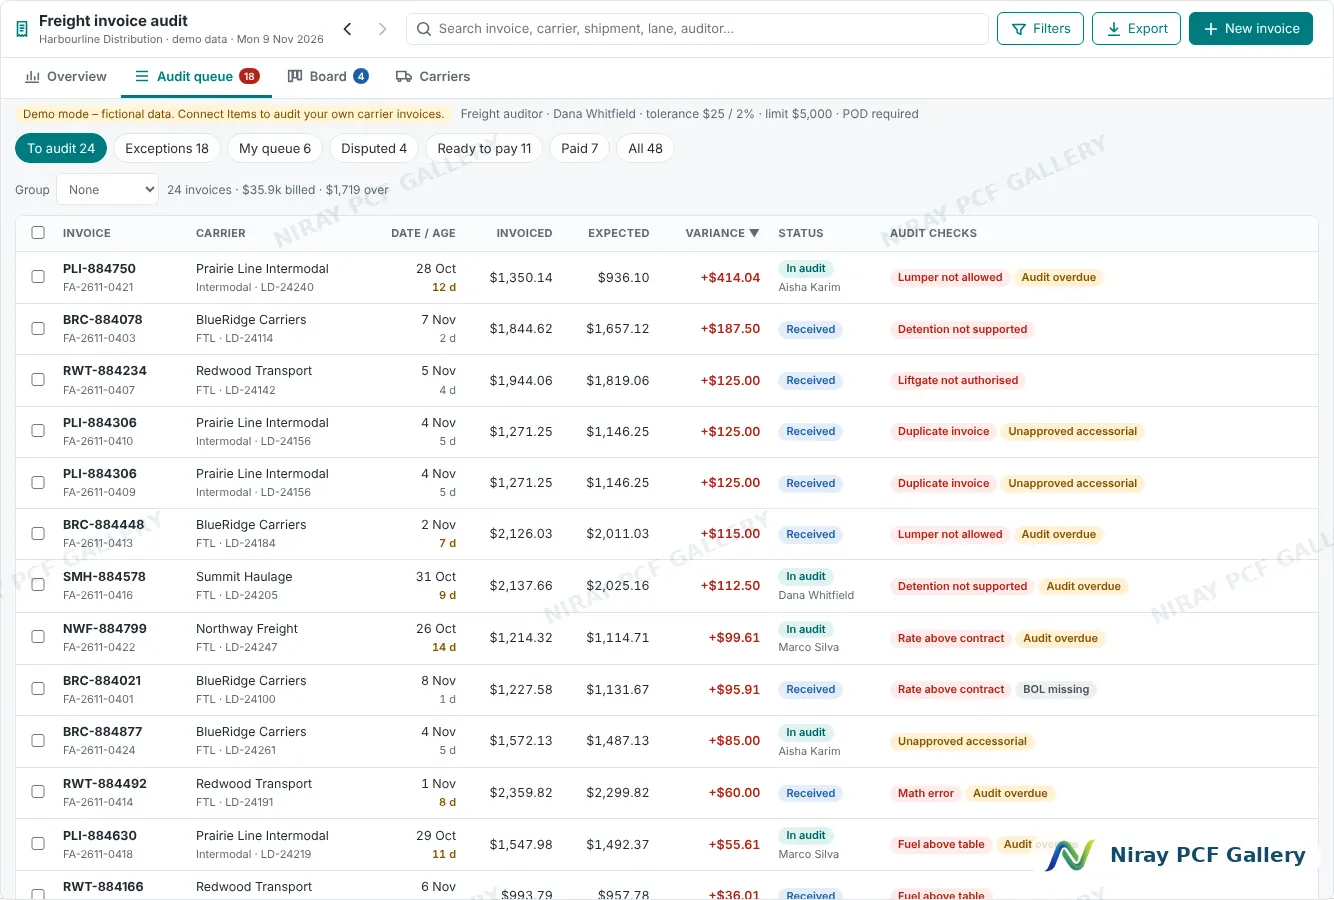 Freight invoice audit
Harbourline Distribution · demo data · Mon 9 Nov 2026
Search invoice, carrier, shipment, lane, auditor...
Filters
Export
New invoice
Overview
Audit queue 18
Board 4
Carriers
Demo mode – fictional data. Connect Items to audit your own carrier invoices.
Freight auditor · Dana Whitfield · tolerance $25 / 2% · limit $5,000 · POD required
To audit 24
Exceptions 18
My queue 6
Disputed 4
Ready to pay 11
Paid 7
All 48
Group None 24 invoices · $35.9k billed · $1,719 over
INVOICE CARRIER DATE / AGE INVOICED EXPECTED VARIANCE ▼ STATUS AUDIT CHECKS
PLI-884750 Prairie Line Intermodal 28 Oct $1,350.14 $936.10 +$414.04 In audit Lumper not allowed Audit overdue
FA-2611-0421 Intermodal · LD-24240 12 d Aisha Karim
BRC-884078 BlueRidge Carriers 7 Nov $1,844.62 $1,657.12 +$187.50 Received Detention not supported
FA-2611-0403 FTL · LD-24114 2 d
RWT-884234 Redwood Transport 5 Nov $1,944.06 $1,819.06 +$125.00 Received Liftgate not authorised
FA-2611-0407 FTL · LD-24142 4 d
PLI-884306 Prairie Line Intermodal 4 Nov $1,271.25 $1,146.25 +$125.00 Received Duplicate invoice Unapproved accessorial
FA-2611-0410 Intermodal · LD-24156 5 d
PLI-884306 Prairie Line Intermodal 4 Nov $1,271.25 $1,146.25 +$125.00 Received Duplicate invoice Unapproved accessorial
FA-2611-0409 Intermodal · LD-24156 5 d
BRC-884448 BlueRidge Carriers 2 Nov $2,126.03 $2,011.03 +$115.00 Received Lumper not allowed Audit overdue
FA-2611-0413 FTL · LD-24184 7 d
SMH-884578 Summit Haulage 31 Oct $2,137.66 $2,025.16 +$112.50 In audit Detention not supported Audit overdue
FA-2611-0416 FTL · LD-24205 9 d Dana Whitfield
NWF-884799 Northway Freight 26 Oct $1,214.32 $1,114.71 +$99.61 In audit Rate above contract Audit overdue
FA-2611-0422 FTL · LD-24247 14 d Marco Silva
BRC-884021 BlueRidge Carriers 8 Nov $1,227.58 $1,131.67 +$95.91 Received Rate above contract BOL missing
FA-2611-0401 FTL · LD-24100 1 d
BRC-884877 BlueRidge Carriers 4 Nov $1,572.13 $1,487.13 +$85.00 In audit Unapproved accessorial
FA-2611-0424 FTL · LD-24261 5 d Aisha Karim
RWT-884492 Redwood Transport 1 Nov $2,359.82 $2,299.82 +$60.00 Received Math error Audit overdue
FA-2611-0414 FTL · LD-24191 8 d
PLI-884630 Prairie Line Intermodal 29 Oct $1,547.98 $1,492.37 +$55.61 In audit Fuel above table Audit
FA-2611-0418 Intermodal · LD-24219 11 d Marco Silva
RWT-884166 Redwood Transport 6 Nov $993.79 $957.78 +$36.01 Received Fuel above table
Niray PCF Gallery
NIRAY PCF GALLERY
NIRAY PCF GALLERY
NIRAY PCF GALLERY